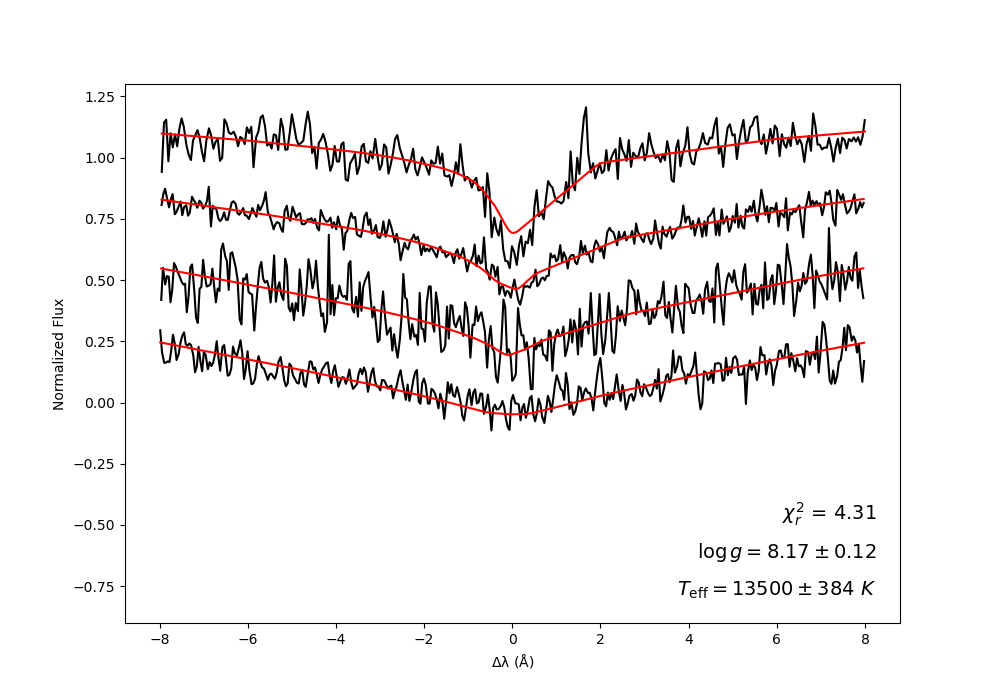 1.25
1.00
0.75
0.50
0.25
0.00
−0.25
−0.50
−0.75
Normalized Flux
χ²ᵣ = 4.31
log g = 8.17 ± 0.12
T_eff = 13500 ± 384 K
−8 −6 −4 −2 0 2 4 6 8
Δλ (Å)